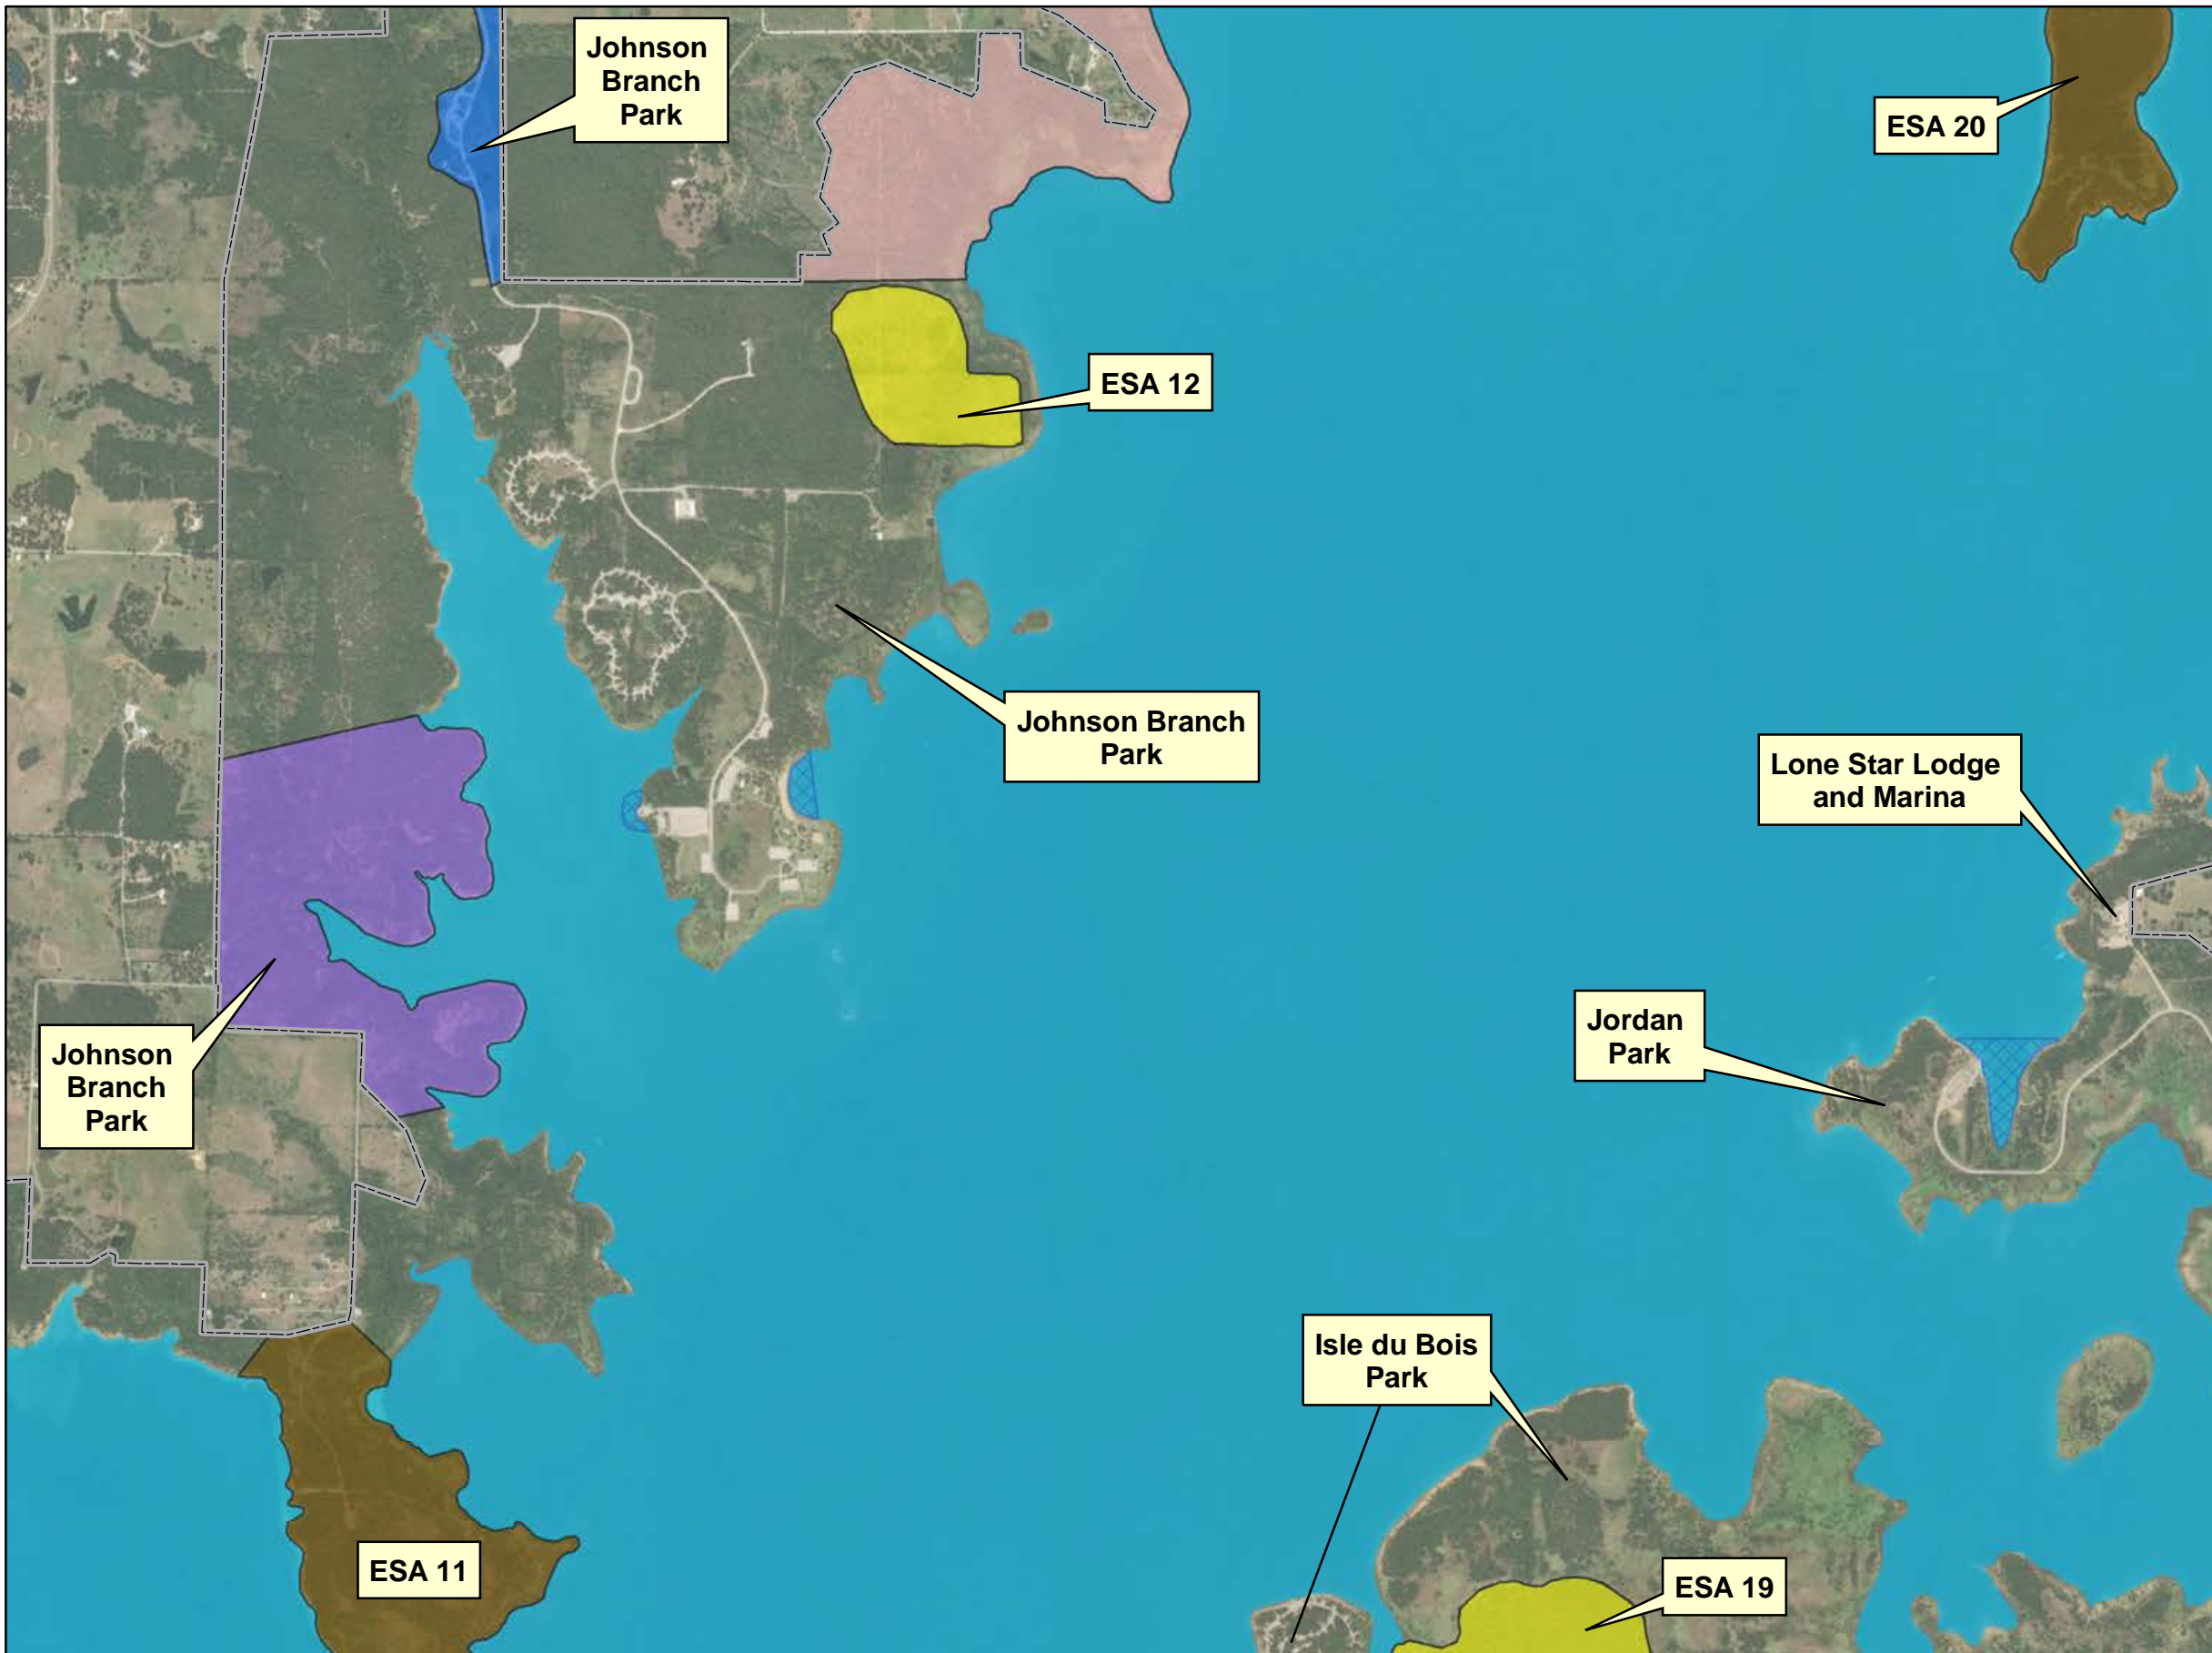 Johnson
Branch
Park
ESA 20
ESA 12
Johnson Branch
Park
Lone Star Lodge
and Marina
Jordan
Park
Johnson
Branch
Park
Isle du Bois
Park
ESA 11
ESA 19